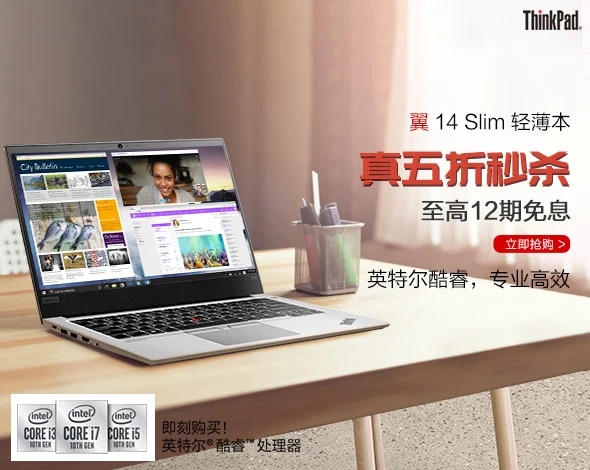 ThinkPad
翼 14 Slim 轻薄本
真五折秒杀
至高12期免息
立即抢购 >
英特尔酷睿，专业高效
City Bulletin
Lenovo
ThinkPad
intel
CORE i3
10TH GEN
intel
CORE i7
10TH GEN
intel
CORE i5
10TH GEN
即刻购买！
英特尔® 酷睿™ 处理器